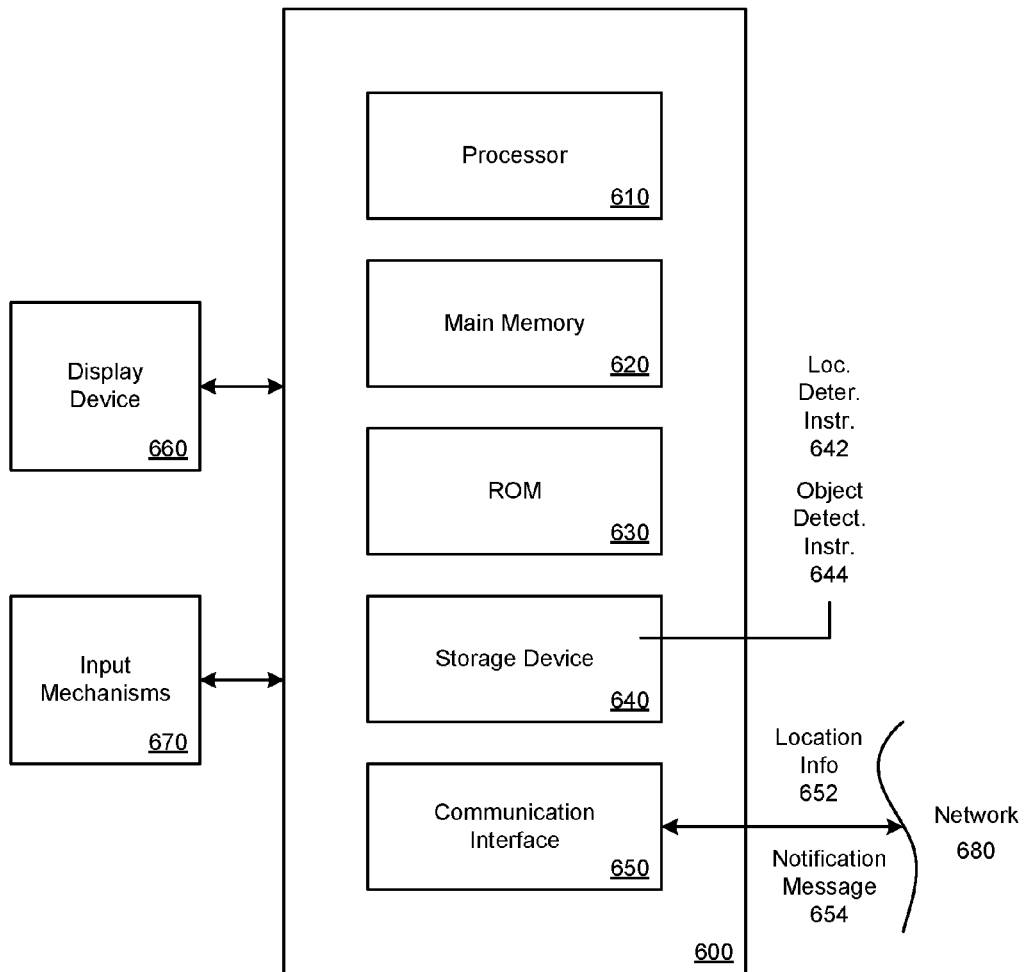 Processor
610
Main Memory
620
ROM
630
Storage Device
640
Communication
Interface
650
600
Display
Device
660
Input
Mechanisms
670
Loc.
Deter.
Instr.
642
Object
Detect.
Instr.
644
Location
Info
652
Notification
Message
654
Network
680